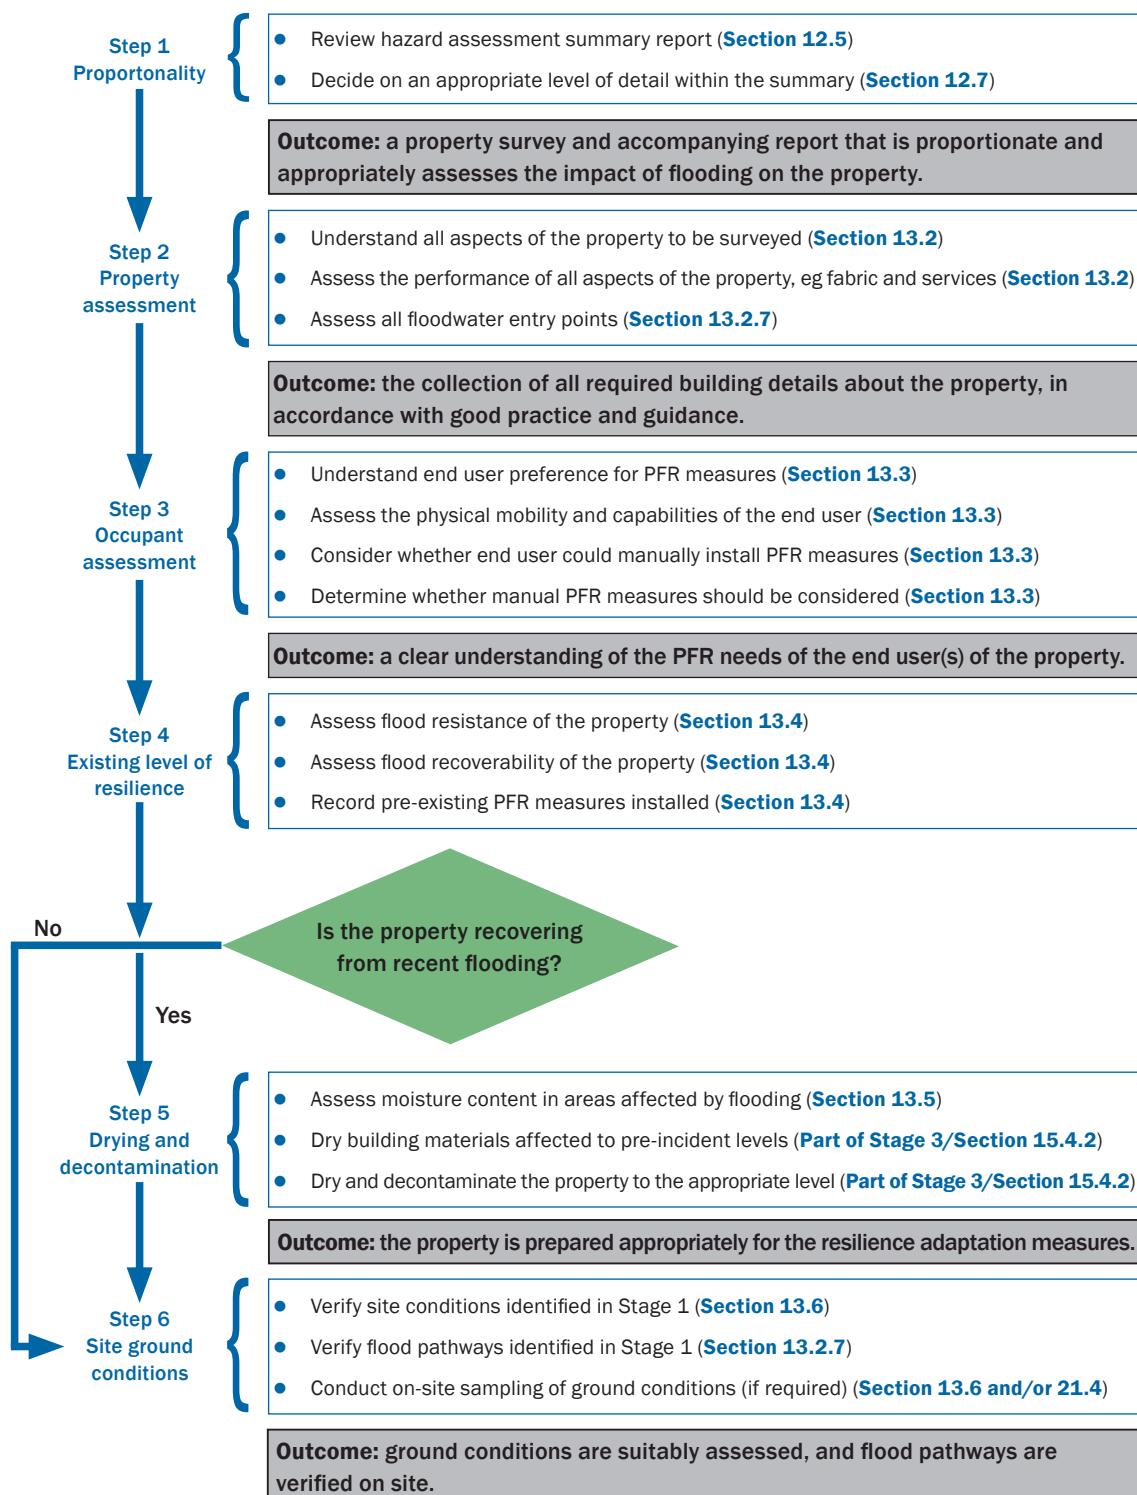 Step 1
Proportonality
● Review hazard assessment summary report (Section 12.5)
● Decide on an appropriate level of detail within the summary (Section 12.7)
Outcome: a property survey and accompanying report that is proportionate and
appropriately assesses the impact of flooding on the property.
Step 2
Property
assessment
● Understand all aspects of the property to be surveyed (Section 13.2)
● Assess the performance of all aspects of the property, eg fabric and services (Section 13.2)
● Assess all floodwater entry points (Section 13.2.7)
Outcome: the collection of all required building details about the property, in
accordance with good practice and guidance.
Step 3
Occupant
assessment
● Understand end user preference for PFR measures (Section 13.3)
● Assess the physical mobility and capabilities of the end user (Section 13.3)
● Consider whether end user could manually install PFR measures (Section 13.3)
● Determine whether manual PFR measures should be considered (Section 13.3)
Outcome: a clear understanding of the PFR needs of the end user(s) of the property.
Step 4
Existing level of
resilience
● Assess flood resistance of the property (Section 13.4)
● Assess flood recoverability of the property (Section 13.4)
● Record pre-existing PFR measures installed (Section 13.4)
Is the property recovering
from recent flooding?
No
Yes
Step 5
Drying and
decontamination
● Assess moisture content in areas affected by flooding (Section 13.5)
● Dry building materials affected to pre-incident levels (Part of Stage 3/Section 15.4.2)
● Dry and decontaminate the property to the appropriate level (Part of Stage 3/Section 15.4.2)
Outcome: the property is prepared appropriately for the resilience adaptation measures.
Step 6
Site ground
conditions
● Verify site conditions identified in Stage 1 (Section 13.6)
● Verify flood pathways identified in Stage 1 (Section 13.2.7)
● Conduct on-site sampling of ground conditions (if required) (Section 13.6 and/or 21.4)
Outcome: ground conditions are suitably assessed, and flood pathways are
verified on site.